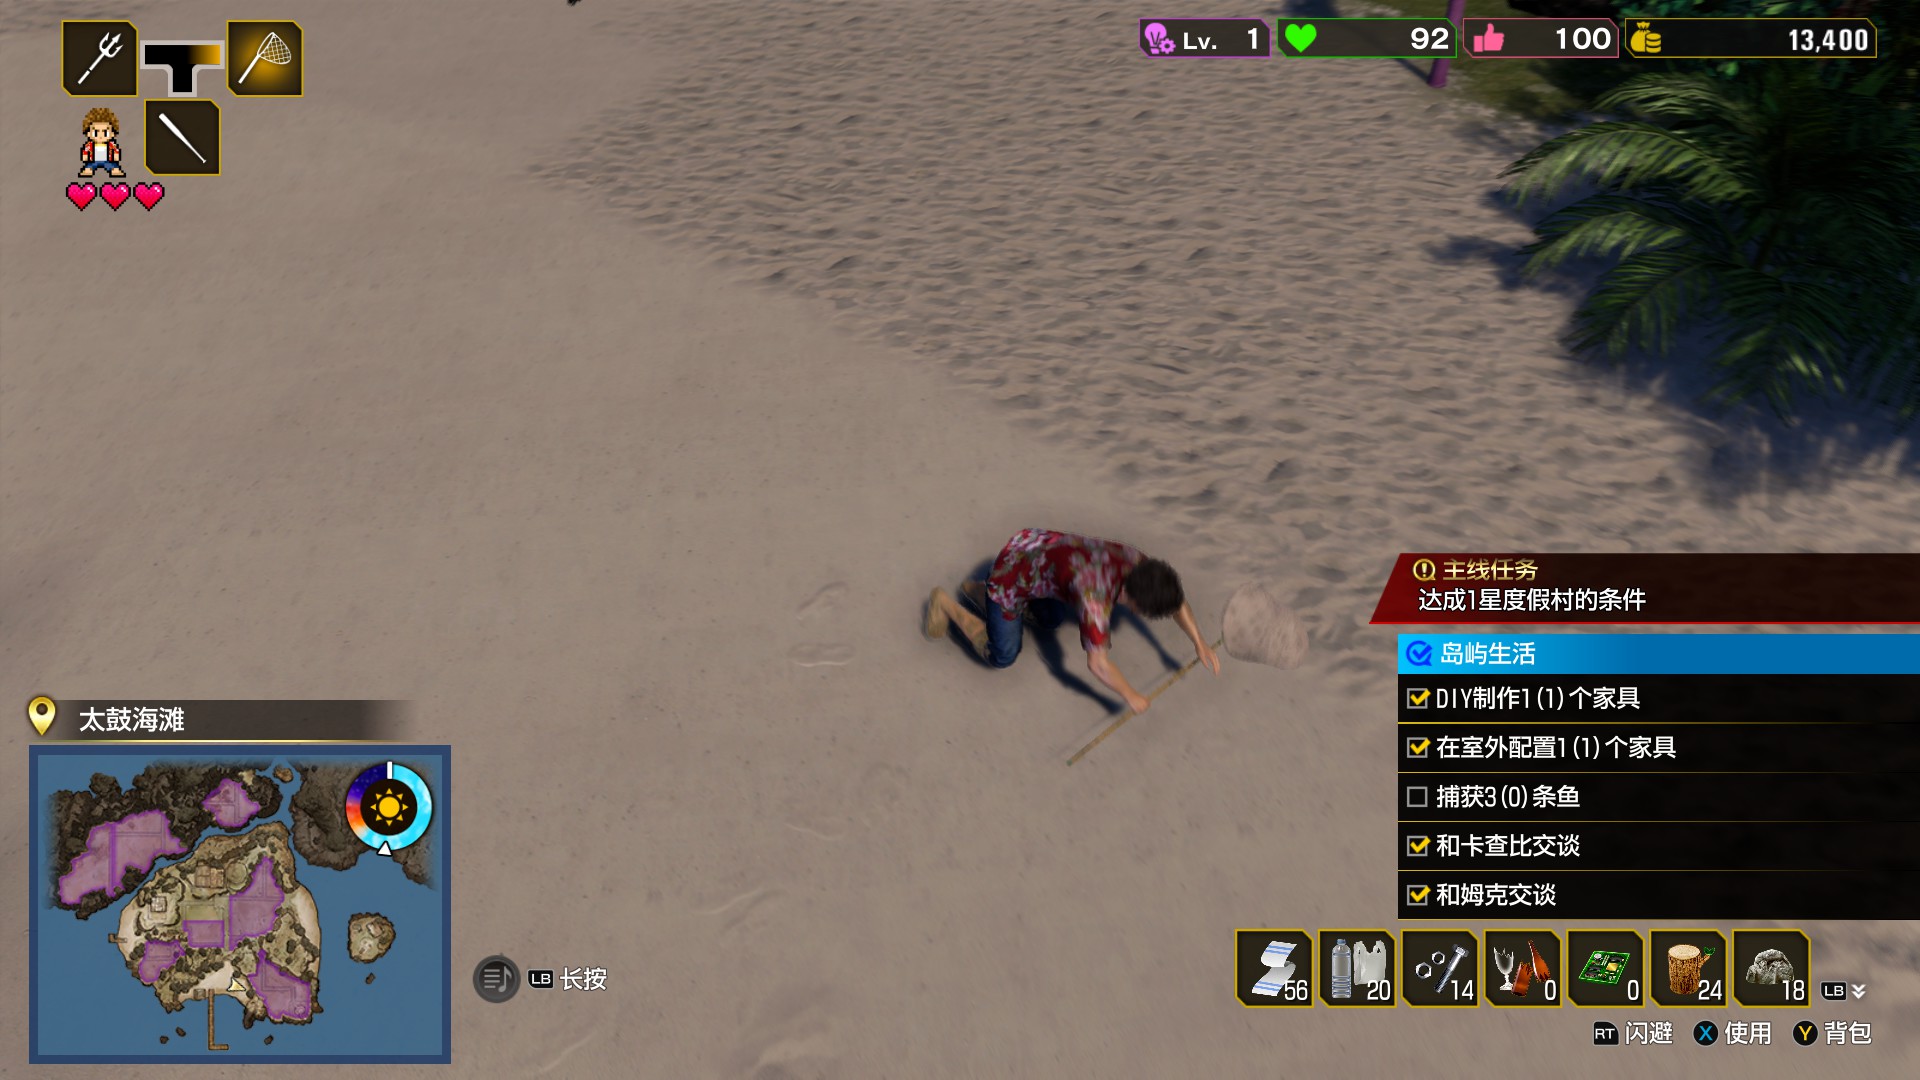 Lv. 1
92
100
13,400
主线任务
达成1星度假村的条件
岛屿生活
DIY制作1(1)个家具
在室外配置1(1)个家具
捕获3(0)条鱼
和卡查比交谈
和姆克交谈
太鼓海滩
LB 长按
56
20
14
0
0
24
18
LB
RT 闪避 X 使用 Y 背包